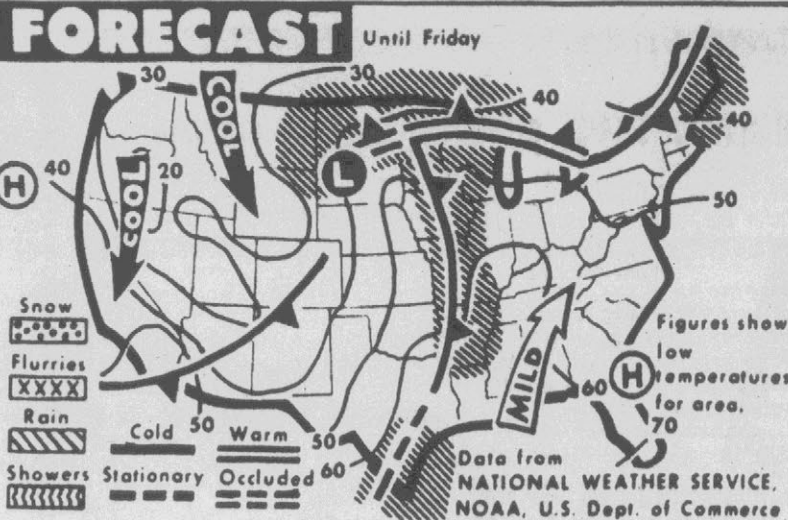 FORECAST
Until Friday
30
30
COOL
40
40
H
40
20
COOL
L
50
Snow
Flurries
Rain
Showers
Cold
Warm
Stationary
Occluded
50
50
60
MILD
H
60
70
Figures show
low
temperatures
for area.
Data from
NATIONAL WEATHER SERVICE,
NOAA, U.S. Dept. of Commerce